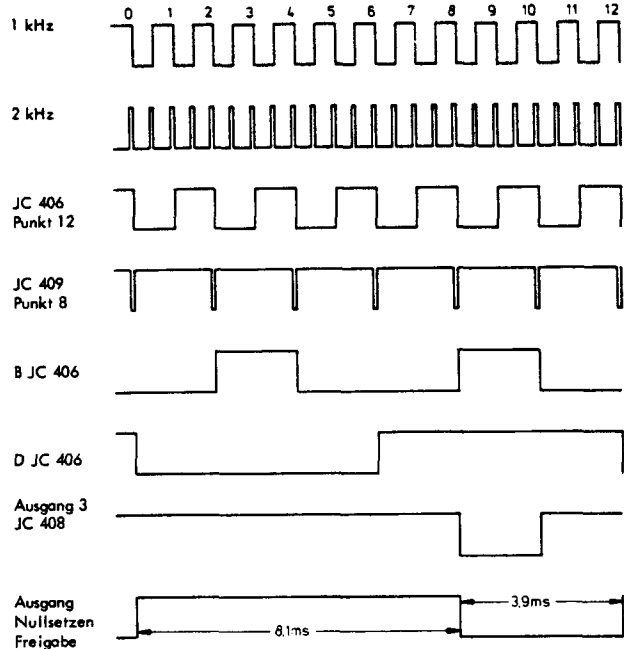 0 1 2 3 4 5 6 7 8 9 10 11 12
1 kHz
2 kHz
JC 406
Punkt 12
JC 409
Punkt 8
B JC 406
D JC 406
Ausgang 3
JC 408
Ausgang
Nullsetzen
Freigabe
8,1ms
3,9ms